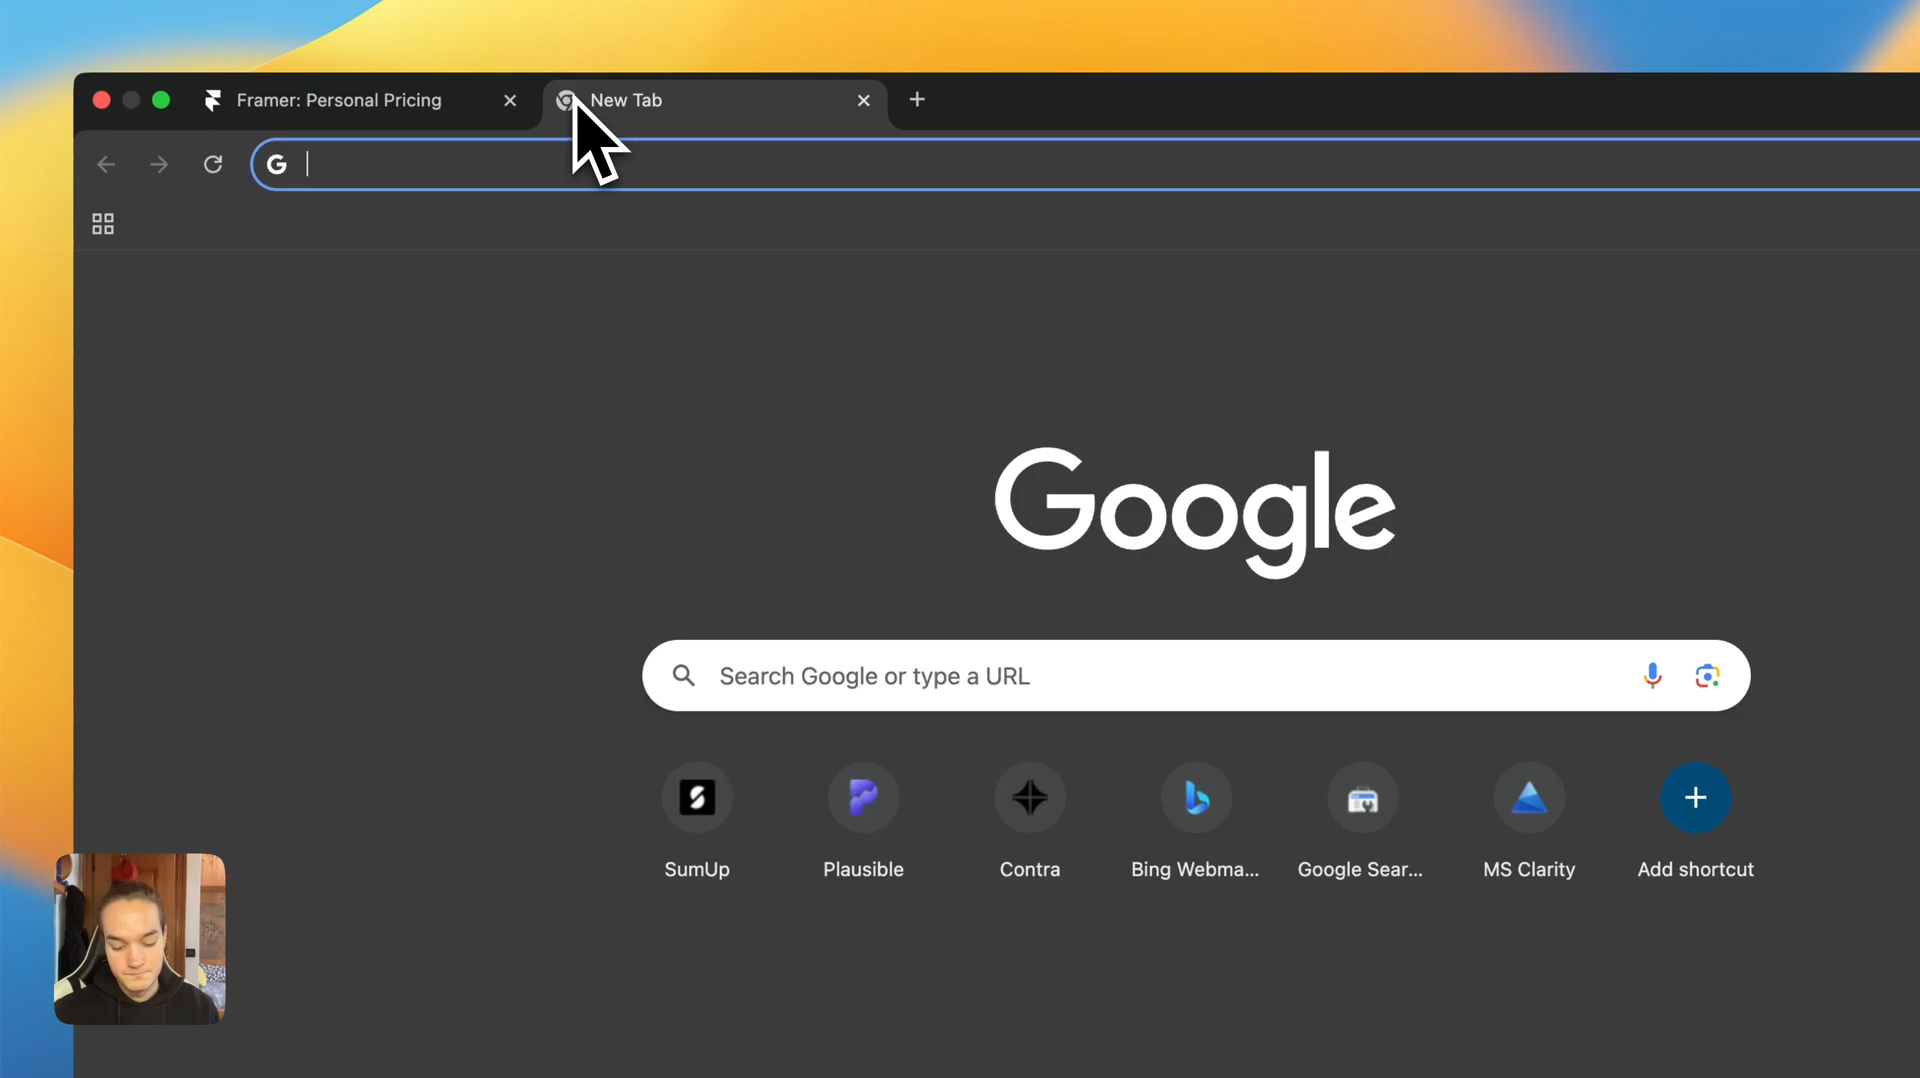 Framer: Personal Pricing
New Tab
Google
Search Google or type a URL
SumUp
Plausible
Contra
Bing Webma...
Google Sear...
MS Clarity
Add shortcut